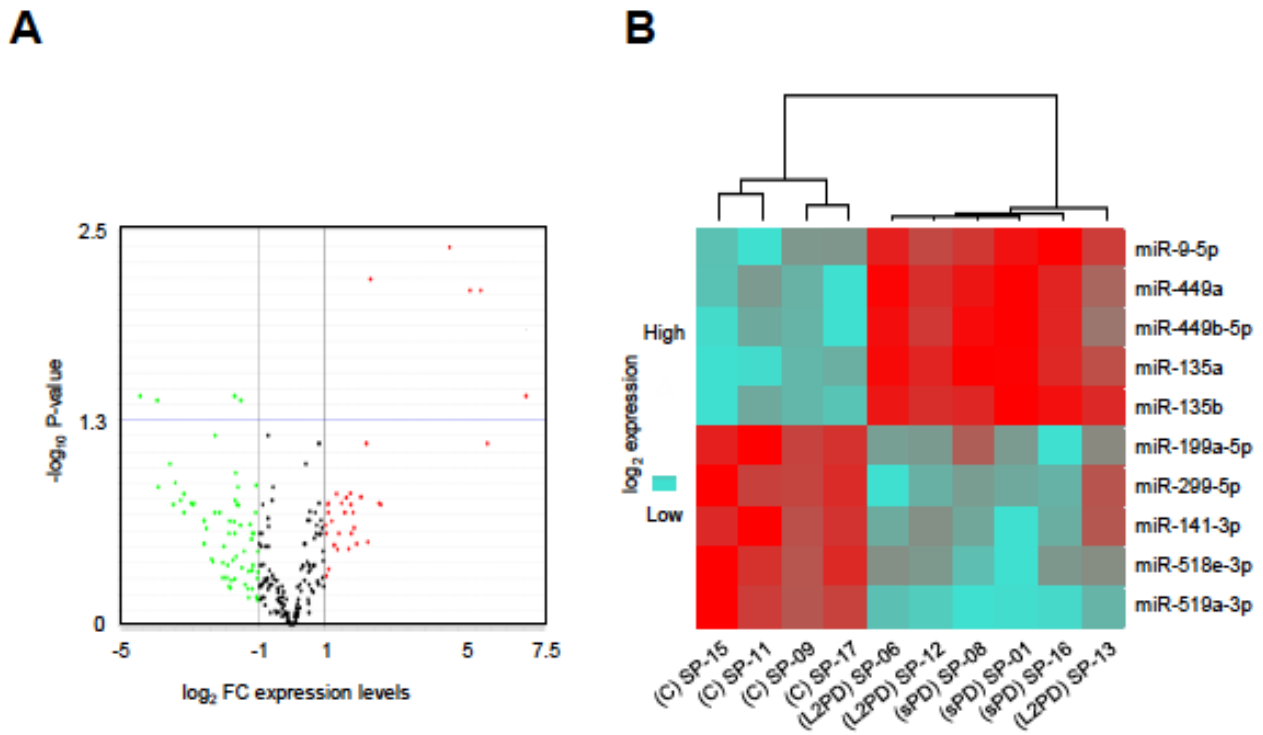 A
B
2.5
1.3
0
-log10 P-value
-5
-1
1
5
7.5
log2 FC expression levels
High
log2 expression
Low
miR-9-5p
miR-449a
miR-449b-5p
miR-135a
miR-135b
miR-199a-5p
miR-299-5p
miR-141-3p
miR-518e-3p
miR-519a-3p
(C) SP-15
(C) SP-11
(C) SP-09
(C) SP-17
(L2PD) SP-06
(L2PD) SP-12
(sPD) SP-08
(sPD) SP-01
(sPD) SP-16
(L2PD) SP-13